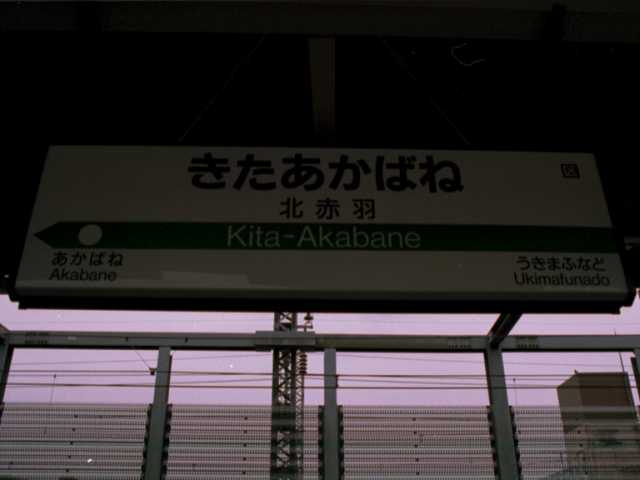 きたあかばね
区
北赤羽
Kita-Akabane
あかばね
Akabane
うきまふなど
Ukimafunado